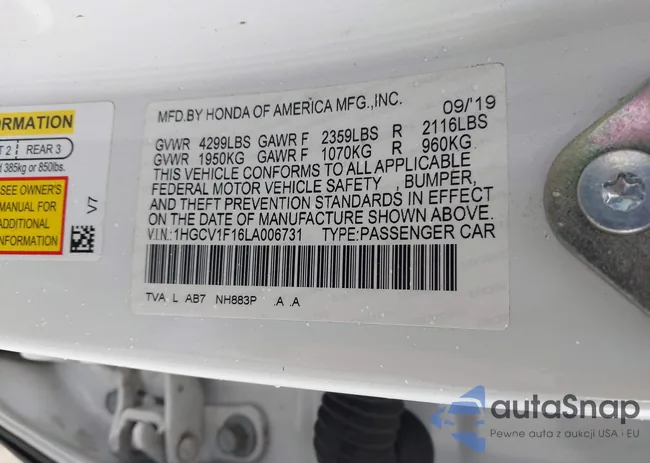 FORMATION
T 2 REAR 3
d 385kg or 850lbs.
SEE OWNER'S
MANUAL FOR
ADDITIONAL
INFORMATION
V7
MFD.BY HONDA OF AMERICA MFG.,INC. 09/'19
GVWR 4299LBS GAWR F 2359LBS R 2116LBS
GVWR 1950KG GAWR F 1070KG R 960KG
THIS VEHICLE CONFORMS TO ALL APPLICABLE
FEDERAL MOTOR VEHICLE SAFETY , BUMPER,
AND THEFT PREVENTION STANDARDS IN EFFECT
ON THE DATE OF MANUFACTURE SHOWN ABOVE.
V.I.N.:1HGCV1F16LA006731 TYPE:PASSENGER CAR
TVA L AB7 NH883P .A .A
autaSnap
Pewne auta z aukcji USA i EU